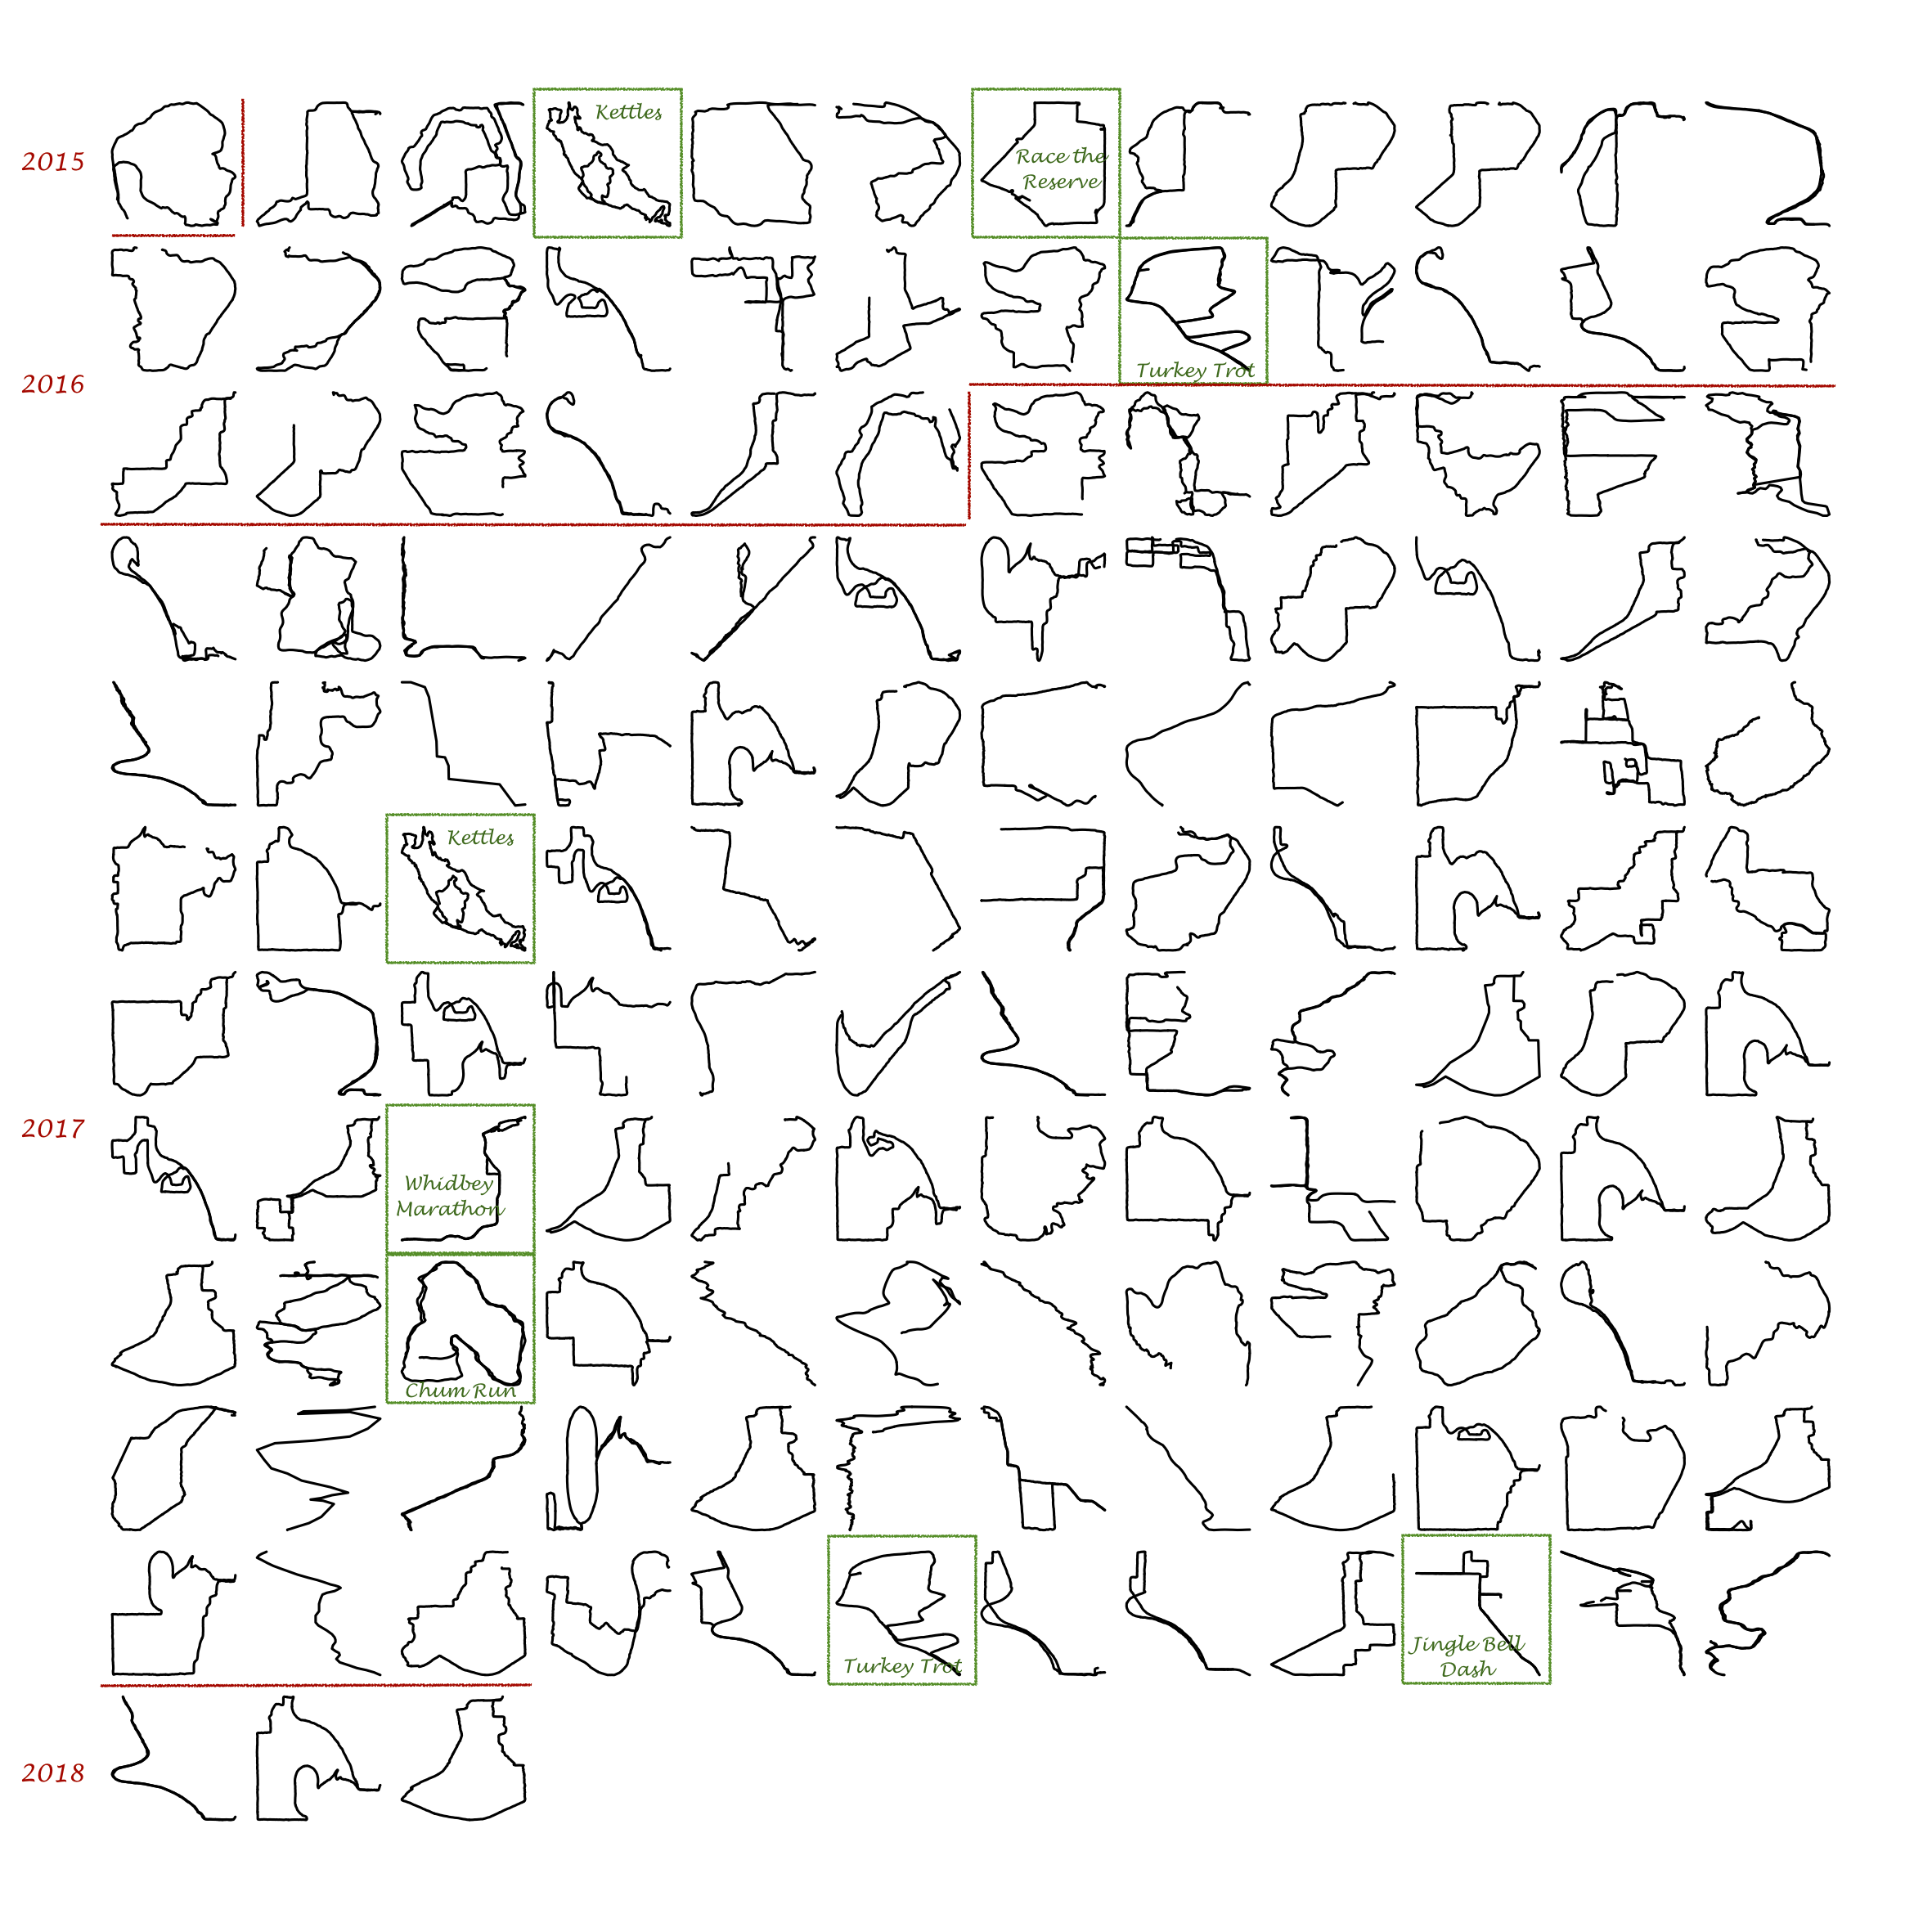 Kettles
2015
Race the
Reserve
Turkey Trot
2016
Kettles
2017
Whidbey
Marathon
Chum Run
Jingle Bell
Turkey Trot
Dash
2018